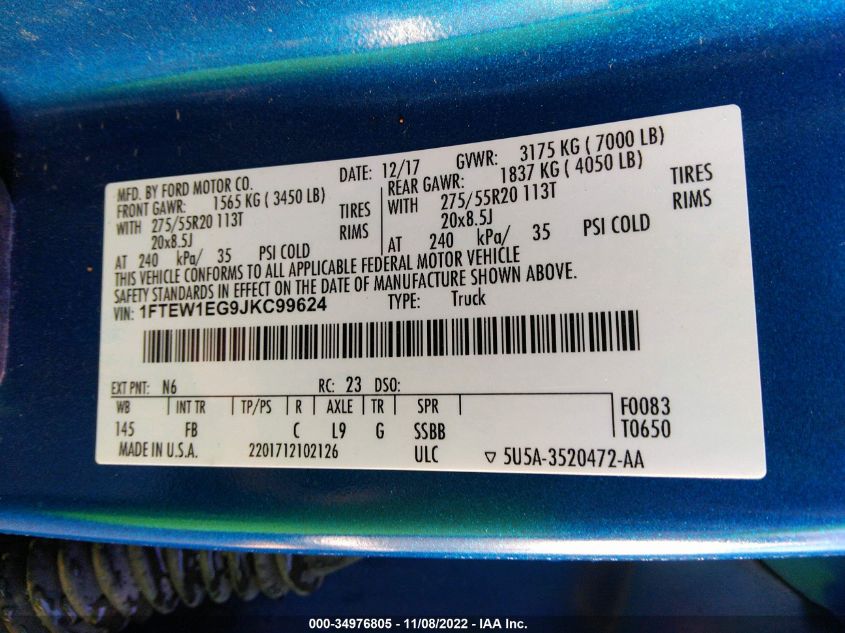 MFD. BY FORD MOTOR CO. DATE: 12/17 GVWR: 3175 KG ( 7000 LB)
FRONT GAWR: 1565 KG ( 3450 LB) REAR GAWR: 1837 KG ( 4050 LB)
WITH 275/55R20 113T TIRES WITH 275/55R20 113T TIRES
20x8.5J RIMS 20x8.5J RIMS
AT 240 kPa/ 35 PSI COLD AT 240 kPa/ 35 PSI COLD
THIS VEHICLE CONFORMS TO ALL APPLICABLE FEDERAL MOTOR VEHICLE
SAFETY STANDARDS IN EFFECT ON THE DATE OF MANUFACTURE SHOWN ABOVE.
VIN: 1FTEW1EG9JKC99624 TYPE: Truck
EXT PNT: N6 RC: 23 DSO:
WB INT TR TP/PS R AXLE TR SPR F0083
145 FB C L9 G SSBB T0650
MADE IN U.S.A. 2201712102126 ULC ▽ 5U5A-3520472-AA
000-34976805 - 11/08/2022 - IAA Inc.